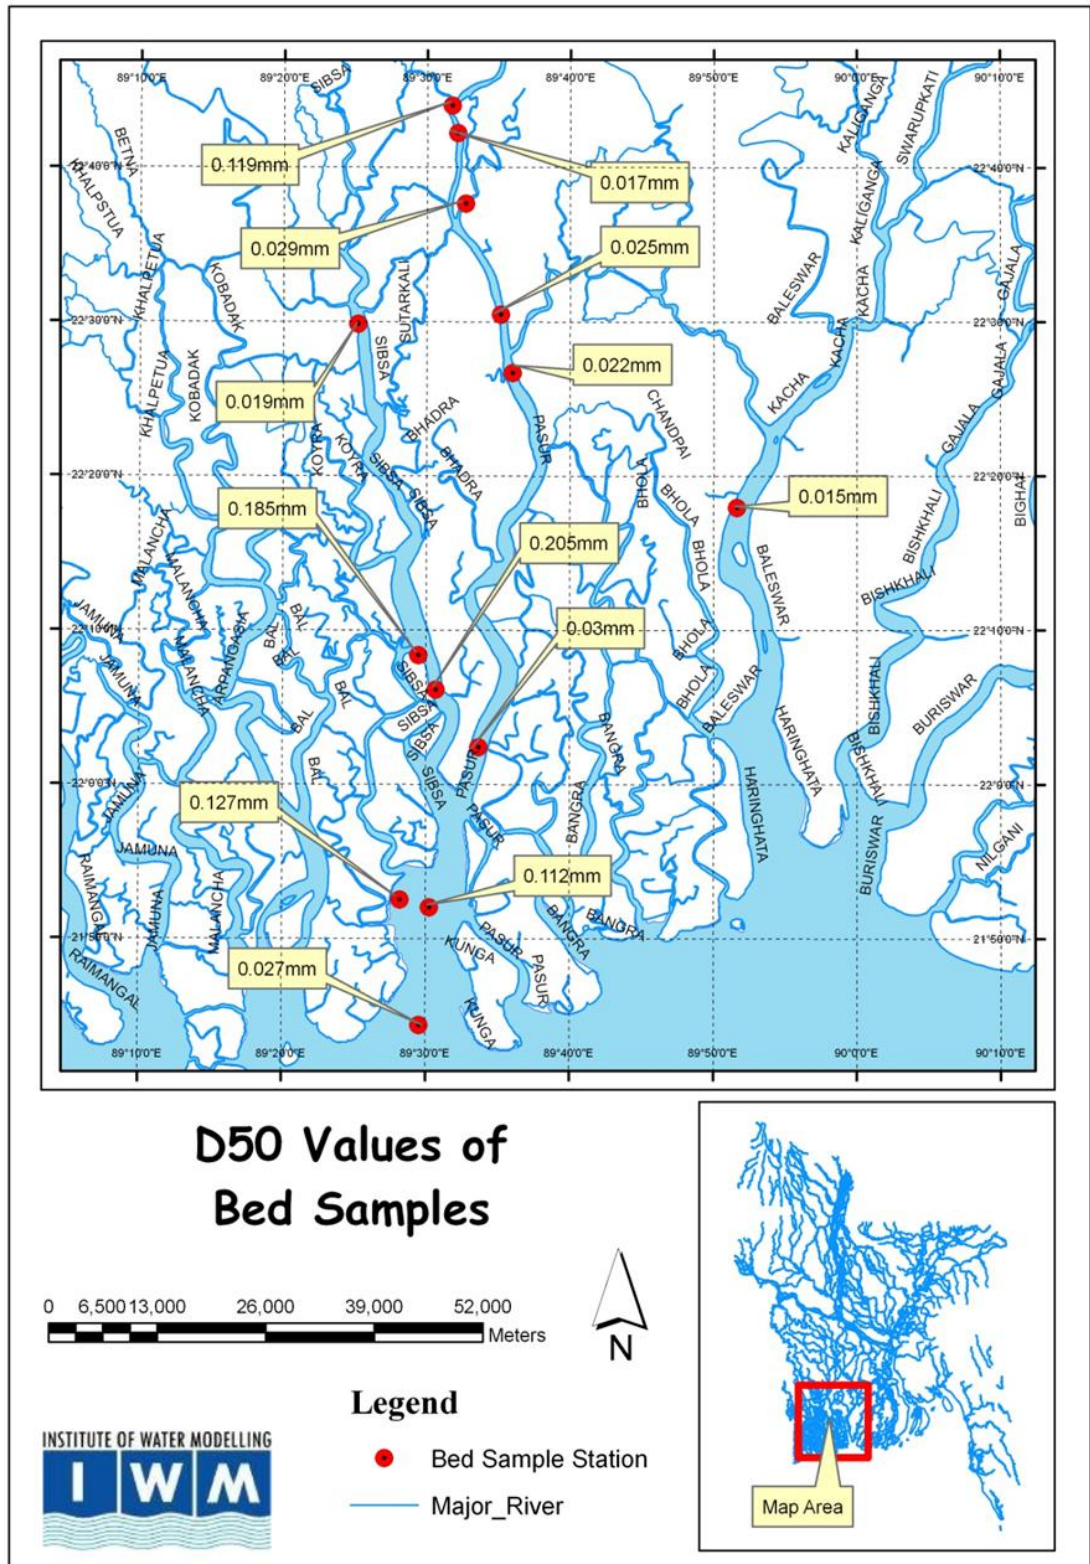 89°10'0"E 89°20'0"E 89°30'0"E 89°40'0"E 89°50'0"E 90°0'0"E 90°10'0"E
SIBSA
KALIGANGA
SWARUPKATI
BETNA
KHALPSTUA
0.119mm
22°40'0"N
22°40'0"N
0.017mm
KALIGANGA
KHALPETUA
0.029mm
0.025mm
KOBADAK
SUTARKALI
BALESWAR
KACHA
GAJALA
22°30'0"N
22°30'0"N
SIBSA
KACHA
GAJALA
KHALPETUA
KOBADAK
0.022mm
0.019mm
KACHA
BHADRA
CHANDPAI
GAJALA
KOYRA
KOYRA
PASUR
22°20'0"N
22°20'0"N
SIBSA
BHADRA
BHOLA
0.185mm
SIBSA
BHOLA
0.015mm
BIGHAI
MALANCHA
0.205mm
BISHKHALI
MALANCHA
BHOLA
BALESWAR
BISHKHALI
JAMUNA
22°10'0"N
22°10'0"N
BAL
BAL
0.03mm
BHOLA
ARPANGASIA
BAL
JAMUNA
MALANCHA
SIBSA
BAL
SIBSA
BHOLA
BALESWAR
BISHKHALI
BURISWAR
BAL
SIBSA
BANGRA
HARINGHATA
BAL
PASUR
22°0'0"N
22°0'0"N
SIBSA
BISHKHALI
JAMUNA
0.127mm
PASUR
BANGRA
HARINGHATA
JAMUNA
BURISWAR
NILGANI
RAIMANGAL
0.112mm
MALANCHA
JAMUNA
BANGRA
BANGRA
21°50'0"N
21°50'0"N
PASUR
KUNGA
RAIMANGAL
0.027mm
PASUR
KUNGA
89°10'0"E 89°20'0"E 89°30'0"E 89°40'0"E 89°50'0"E 90°0'0"E 90°10'0"E
D50 Values of
Bed Samples
0 6,500 13,000 26,000 39,000 52,000
Meters
N
Legend
Bed Sample Station
Major_River
INSTITUTE OF WATER MODELLING
IWM
Map Area